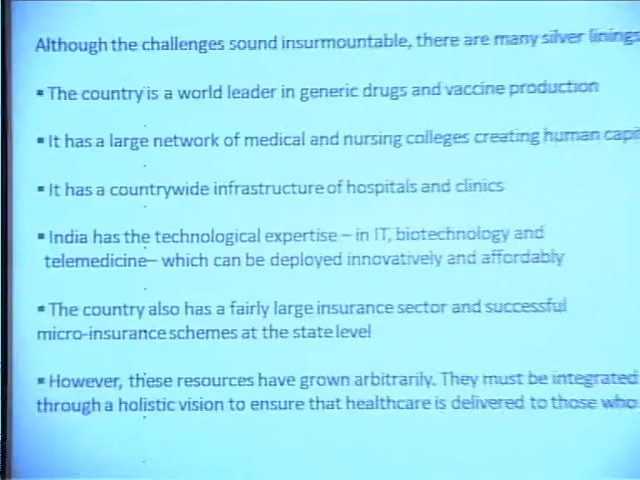 Although the challenges sound insurmountable, there are many silver linings
▪ The country is a world leader in generic drugs and vaccine production
▪ It has a large network of medical and nursing colleges creating human capi
▪ It has a countrywide infrastructure of hospitals and clinics
▪ India has the technological expertise – in IT, biotechnology and
telemedicine– which can be deployed innovatively and affordably
▪ The country also has a fairly large insurance sector and successful
micro-insurance schemes at the state level
▪ However, these resources have grown arbitrarily. They must be integrated
through a holistic vision to ensure that healthcare is delivered to those who